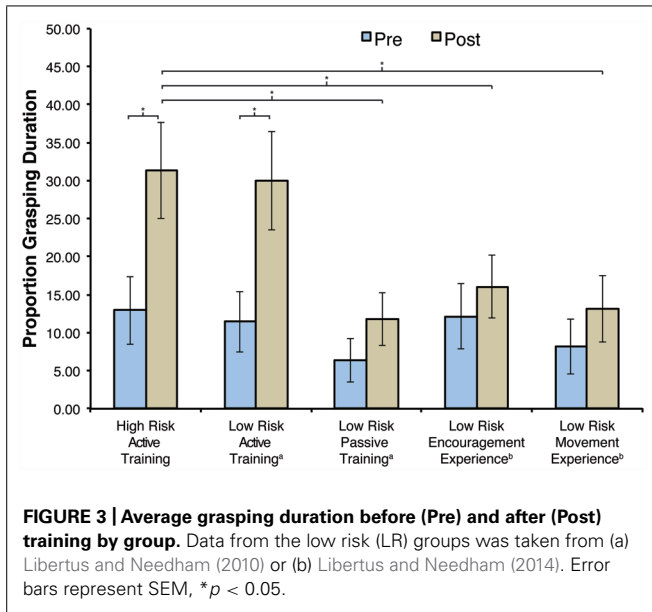 Pre Post
Proportion Grasping Duration
50.00
45.00
40.00
35.00
30.00
25.00
20.00
15.00
10.00
5.00
0.00
*
*
*
* *
High Risk
Active
Training
Low Risk
Active
Trainingᵃ
Low Risk
Passive
Trainingᵃ
Low Risk
Encouragement
Experienceᵇ
Low Risk
Movement
Experienceᵇ
FIGURE 3 | Average grasping duration before (Pre) and after (Post)
training by group. Data from the low risk (LR) groups was taken from (a)
Libertus and Needham (2010) or (b) Libertus and Needham (2014). Error
bars represent SEM, *p < 0.05.